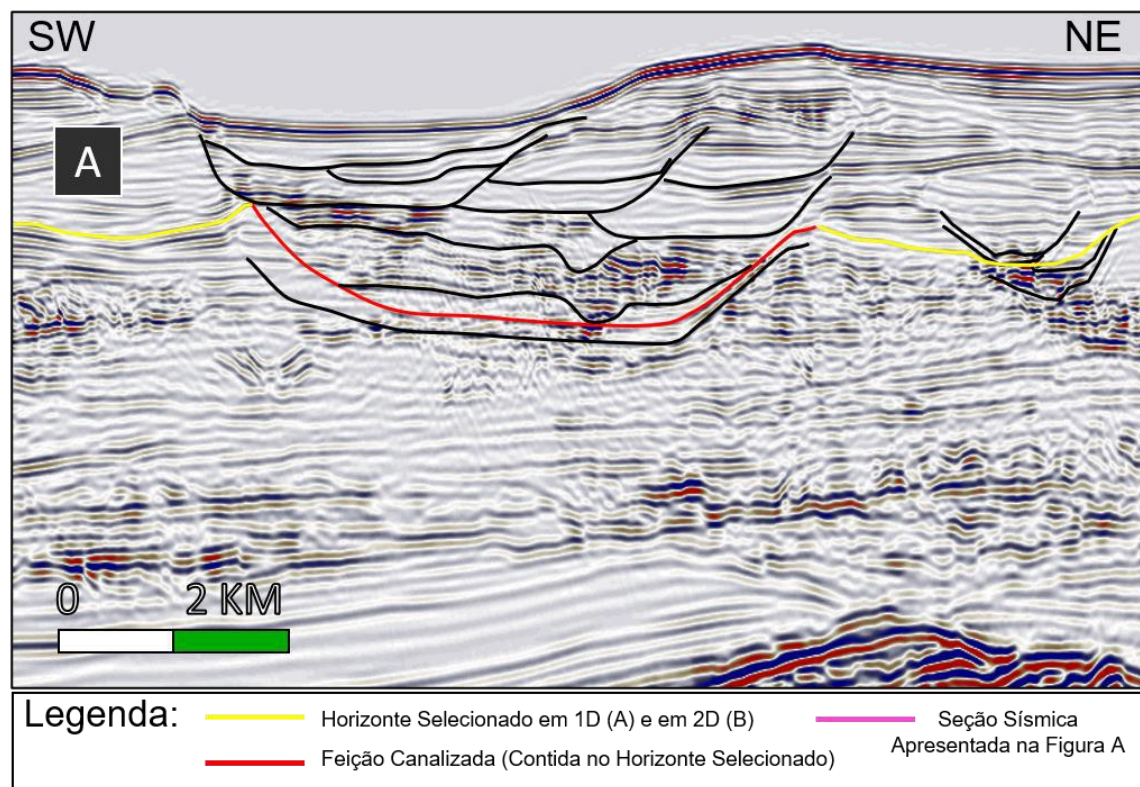 SW
NE
A
0 2 KM
Legenda:
Horizonte Selecionado em 1D (A) e em 2D (B)
Feição Canalizada (Contida no Horizonte Selecionado)
Seção Sísmica
Apresentada na Figura A